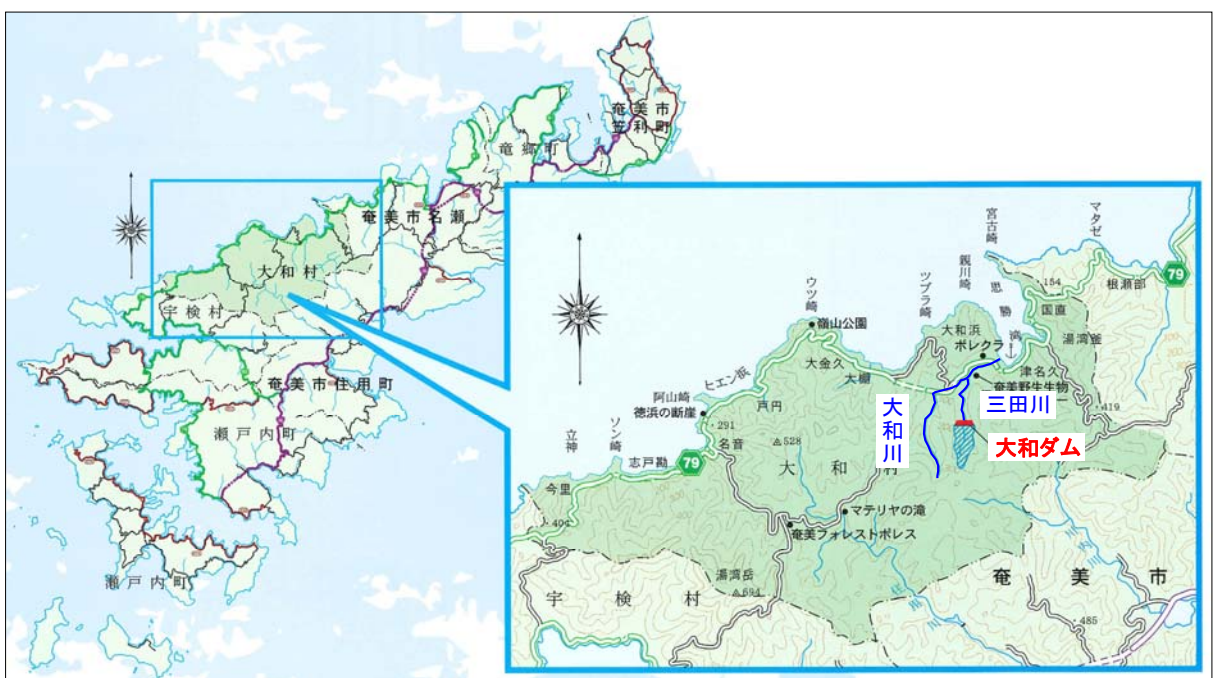 奄美市
笠利町
竜郷町
奄美市名瀬
大和村
宇検村
奄美市住用町
瀬戸内町
瀬戸内町
宮古崎
マタゼ
親川崎
思勝湾
ツブラ崎
ウツ崎
79
根瀬部
154
国直
湯湾釜
嶺山公園
大和浜
ポレクラ
大金久
大棚
津名久
奄美野生生物
ヒエン浜
阿山崎
徳浜の断崖
戸円
大和川
三田川
419
大和ダム
ソン崎
立神
291
名音
528
志戸勘
79
大和村
今里
404
マテリヤの滝
奄美フォレストポレス
湯湾岳
694
宇検村
川内川
奄美市
485